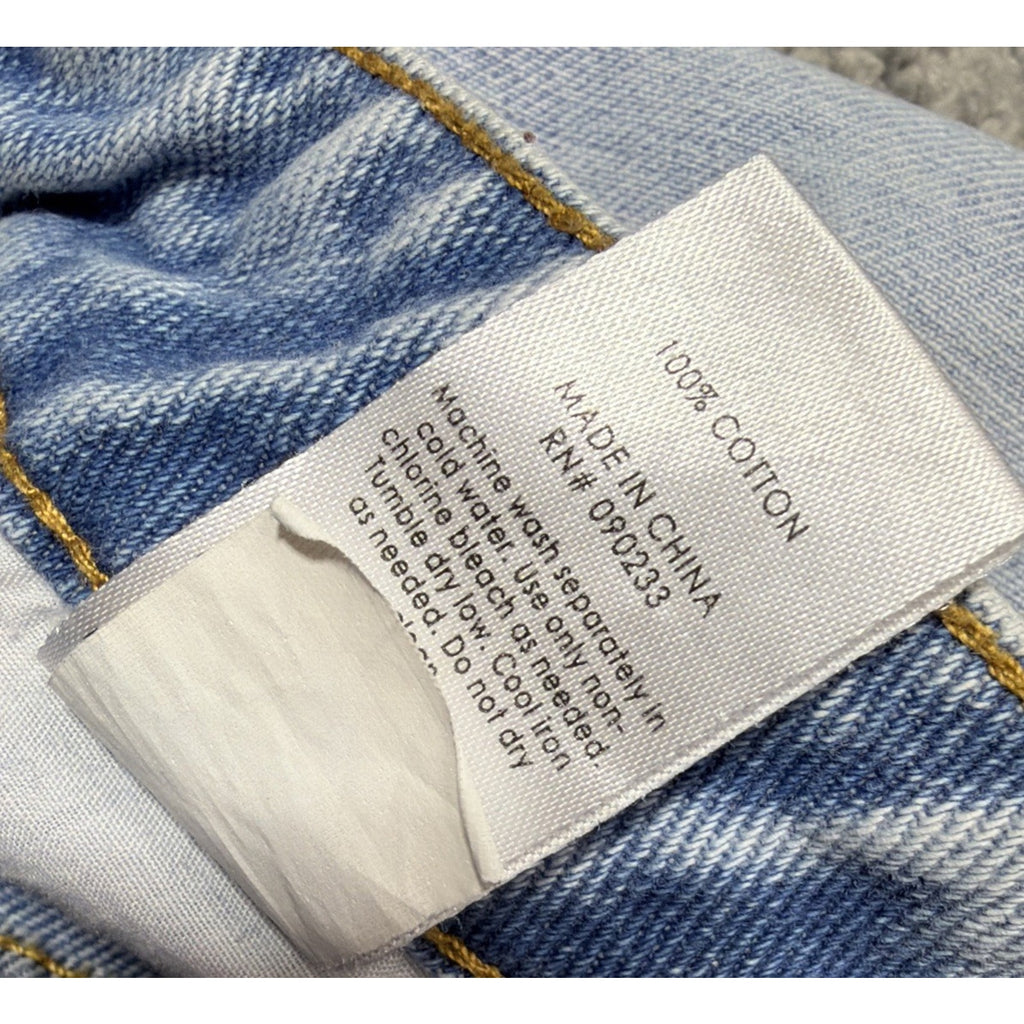 100% COTTON
MADE IN CHINA
RN# 090233
Machine wash separately in
cold water. Use only non-
chlorine bleach as needed.
Tumble dry low. Cool iron
as needed. Do not dry
clean